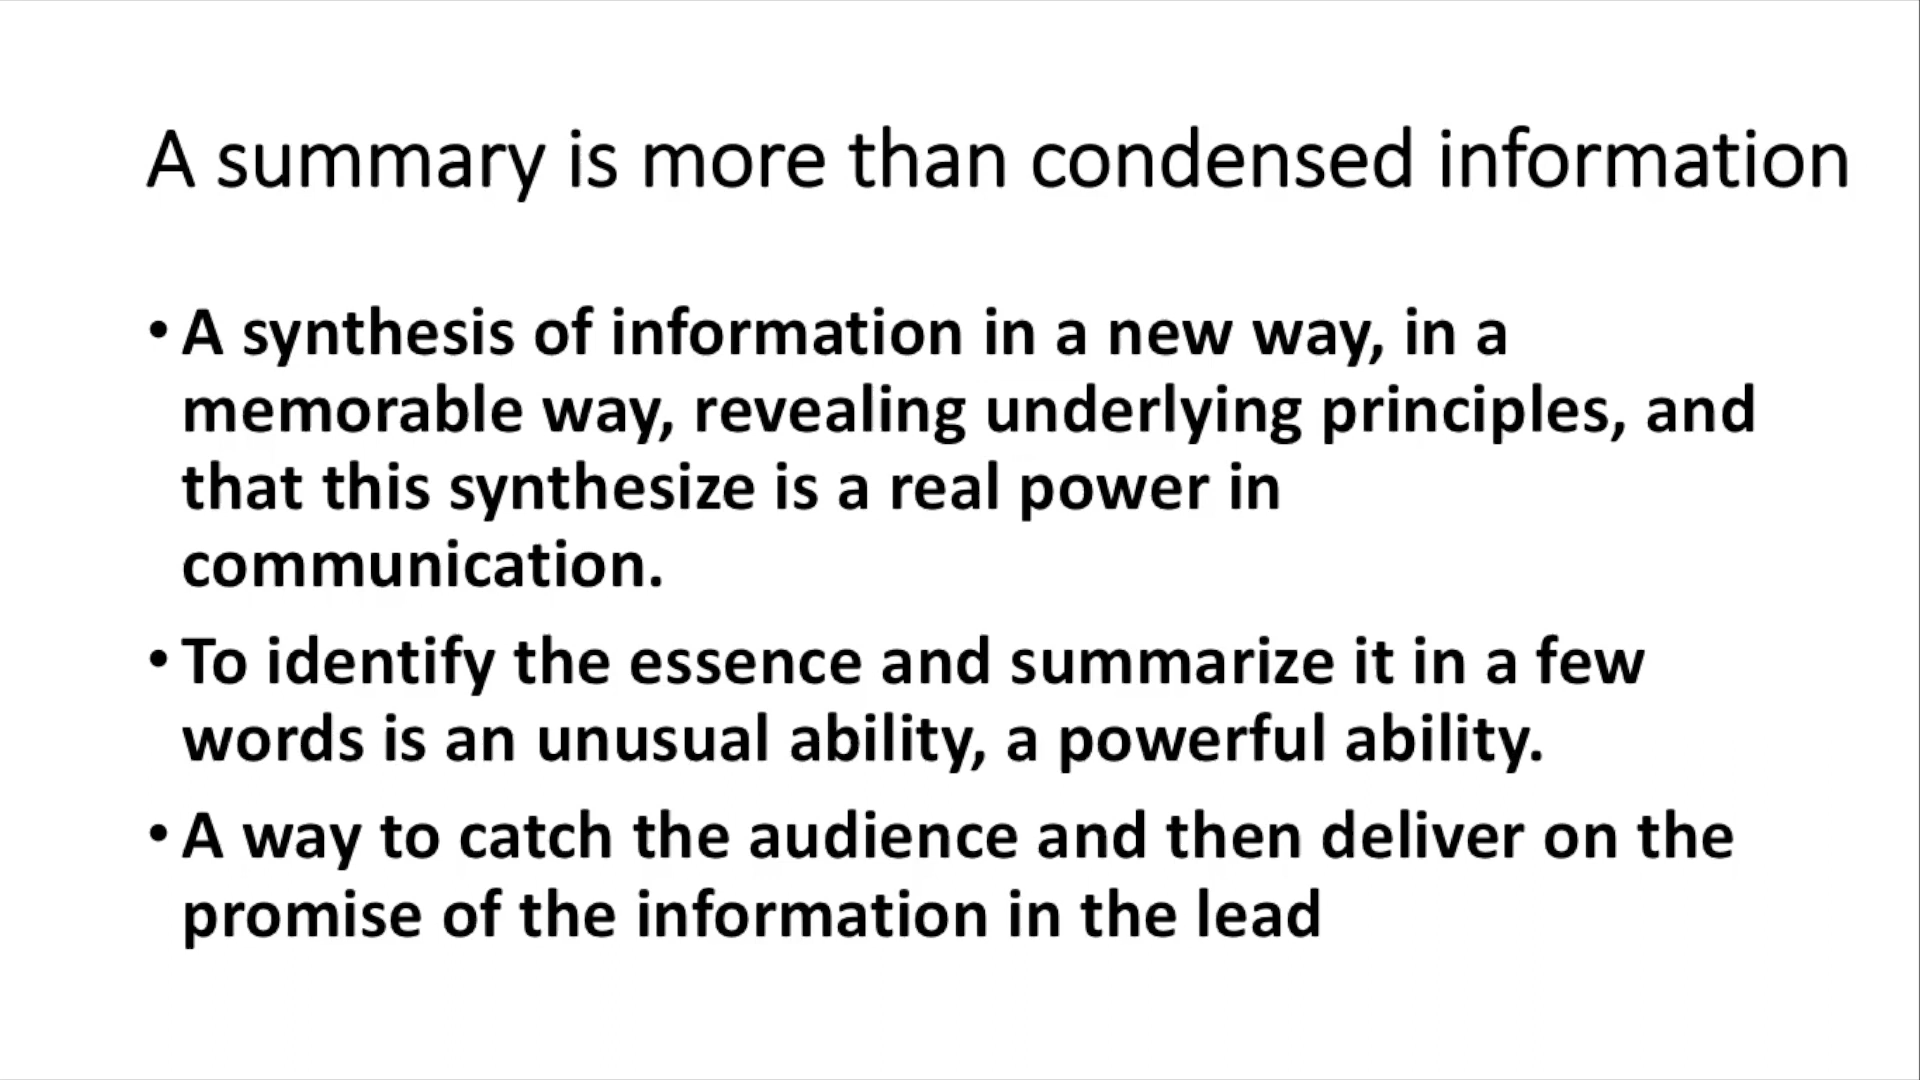 A summary is more than condensed information
• A synthesis of information in a new way, in a
memorable way, revealing underlying principles, and
that this synthesize is a real power in
communication.
• To identify the essence and summarize it in a few
words is an unusual ability, a powerful ability.
• A way to catch the audience and then deliver on the
promise of the information in the lead